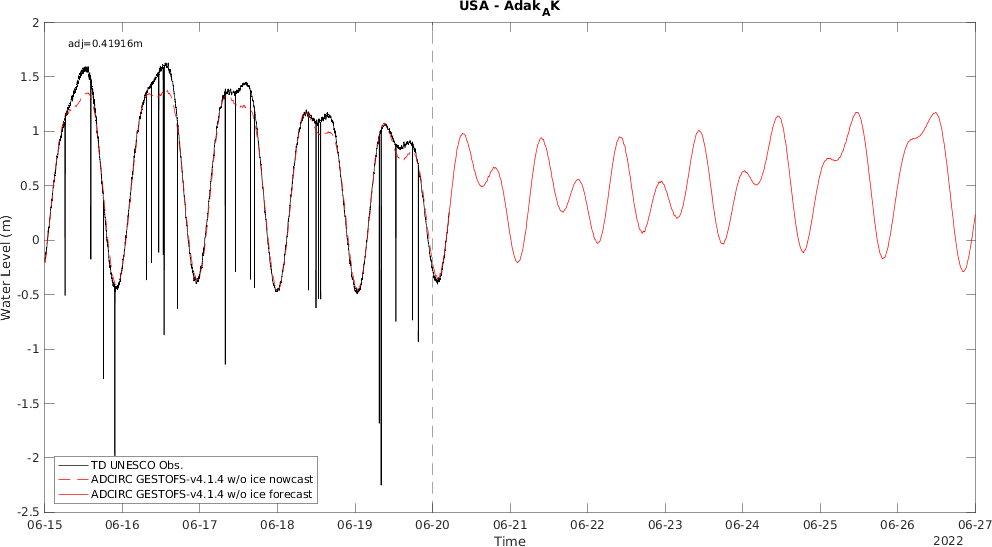 USA - Adak_AK
adj=0.41916m
2
1.5
1
0.5
0
-0.5
-1
-1.5
-2
-2.5
Water Level (m)
TD UNESCO Obs.
ADCIRC GESTOFS-v4.1.4 w/o ice nowcast
ADCIRC GESTOFS-v4.1.4 w/o ice forecast
06-15 06-16 06-17 06-18 06-19 06-20 06-21 06-22 06-23 06-24 06-25 06-26 06-27
Time
2022